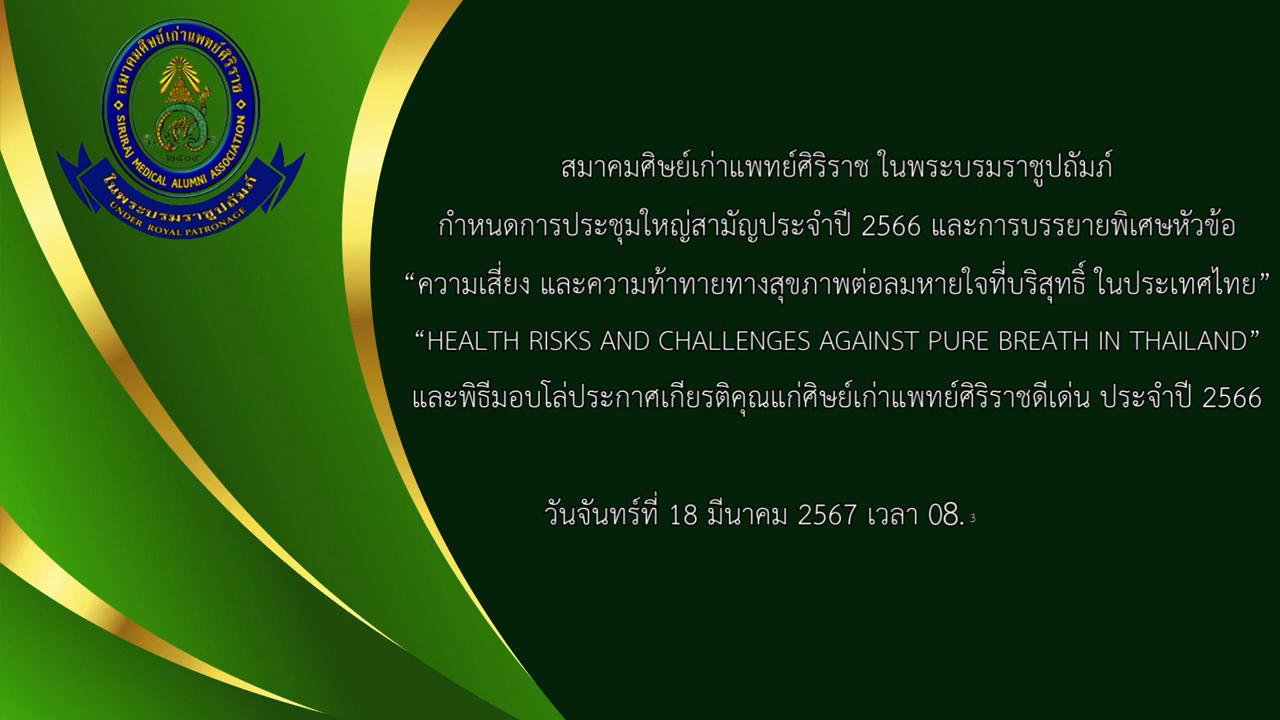 สมาคมศิษย์เก่าแพทย์ศิริราช
SIRIRAJ MEDICAL ALUMNI ASSOCIATION
๒๕๐๔
ในพระบรมราชูปถัมภ์
UNDER ROYAL PATRONAGE
สมาคมศิษย์เก่าแพทย์ศิริราช ในพระบรมราชูปถัมภ์
กำหนดการประชุมใหญ่สามัญประจำปี 2566 และการบรรยายพิเศษหัวข้อ
“ความเสี่ยง และความท้าทายทางสุขภาพต่อลมหายใจที่บริสุทธิ์ ในประเทศไทย”
“HEALTH RISKS AND CHALLENGES AGAINST PURE BREATH IN THAILAND”
และพิธีมอบโล่ประกาศเกียรติคุณแก่ศิษย์เก่าแพทย์ศิริราชดีเด่น ประจำปี 2566
วันจันทร์ที่ 18 มีนาคม 2567 เวลา 08.3